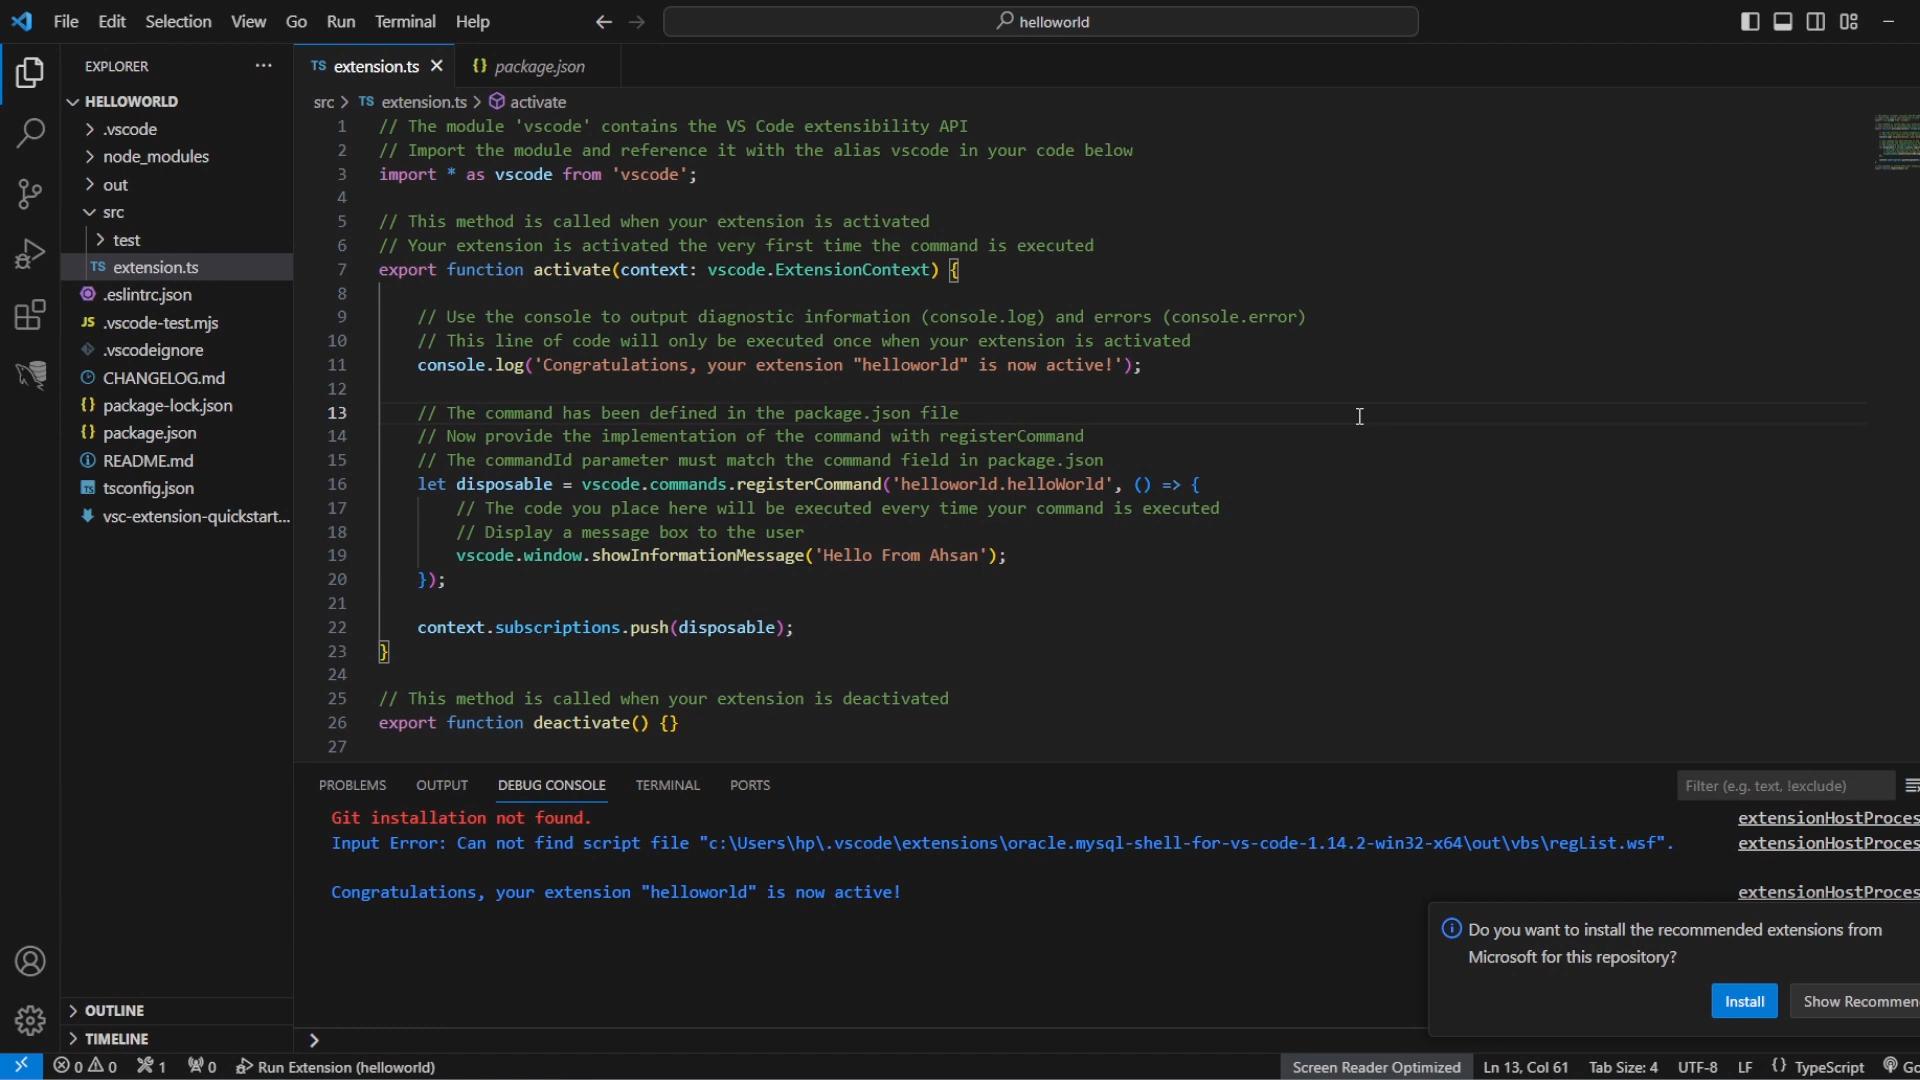 File Edit Selection View Go Run Terminal Help
helloworld
EXPLORER
HELLOWORLD
.vscode
node_modules
out
src
test
TS extension.ts
.eslintrc.json
JS .vscode-test.mjs
.vscodeignore
CHANGELOG.md
{} package-lock.json
{} package.json
README.md
TS tsconfig.json
vsc-extension-quickstart...
OUTLINE
TIMELINE
TS extension.ts
{} package.json
src > TS extension.ts > activate
1 // The module 'vscode' contains the VS Code extensibility API
2 // Import the module and reference it with the alias vscode in your code below
3 import * as vscode from 'vscode';
4
5 // This method is called when your extension is activated
6 // Your extension is activated the very first time the command is executed
7 export function activate(context: vscode.ExtensionContext) {
8
9 // Use the console to output diagnostic information (console.log) and errors (console.error)
10 // This line of code will only be executed once when your extension is activated
11 console.log('Congratulations, your extension "helloworld" is now active!');
12
13 // The command has been defined in the package.json file
14 // Now provide the implementation of the command with registerCommand
15 // The commandId parameter must match the command field in package.json
16 let disposable = vscode.commands.registerCommand('helloworld.helloWorld', () => {
17 // The code you place here will be executed every time your command is executed
18 // Display a message box to the user
19 vscode.window.showInformationMessage('Hello From Ahsan');
20 });
21
22 context.subscriptions.push(disposable);
23 }
24
25 // This method is called when your extension is deactivated
26 export function deactivate() {}
27
PROBLEMS OUTPUT DEBUG CONSOLE TERMINAL PORTS
Filter (e.g. text, !exclude)
Git installation not found. extensionHostProces
Input Error: Can not find script file "c:\Users\hp\.vscode\extensions\oracle.mysql-shell-for-vs-code-1.14.2-win32-x64\out\vbs\regList.wsf". extensionHostProces
Congratulations, your extension "helloworld" is now active! extensionHostProces
Do you want to install the recommended extensions from
Microsoft for this repository?
Install Show Recommen
0 0 1 0 Run Extension (helloworld) Screen Reader Optimized Ln 13, Col 61 Tab Size: 4 UTF-8 LF {} TypeScript Go